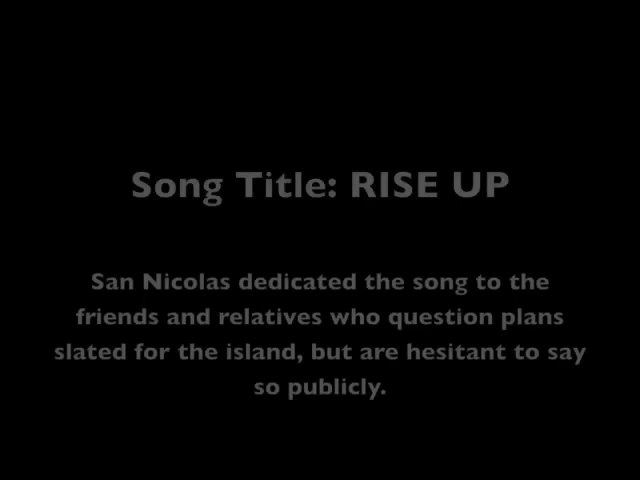 Song Title: RISE UP
San Nicolas dedicated the song to the
friends and relatives who question plans
slated for the island, but are hesitant to say
so publicly.